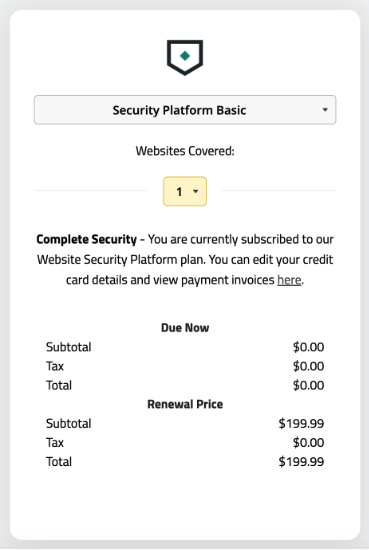 Security Platform Basic
Websites Covered:
1
Complete Security - You are currently subscribed to our
Website Security Platform plan. You can edit your credit
card details and view payment invoices here.
Due Now
Subtotal $0.00
Tax $0.00
Total $0.00
Renewal Price
Subtotal $199.99
Tax $0.00
Total $199.99